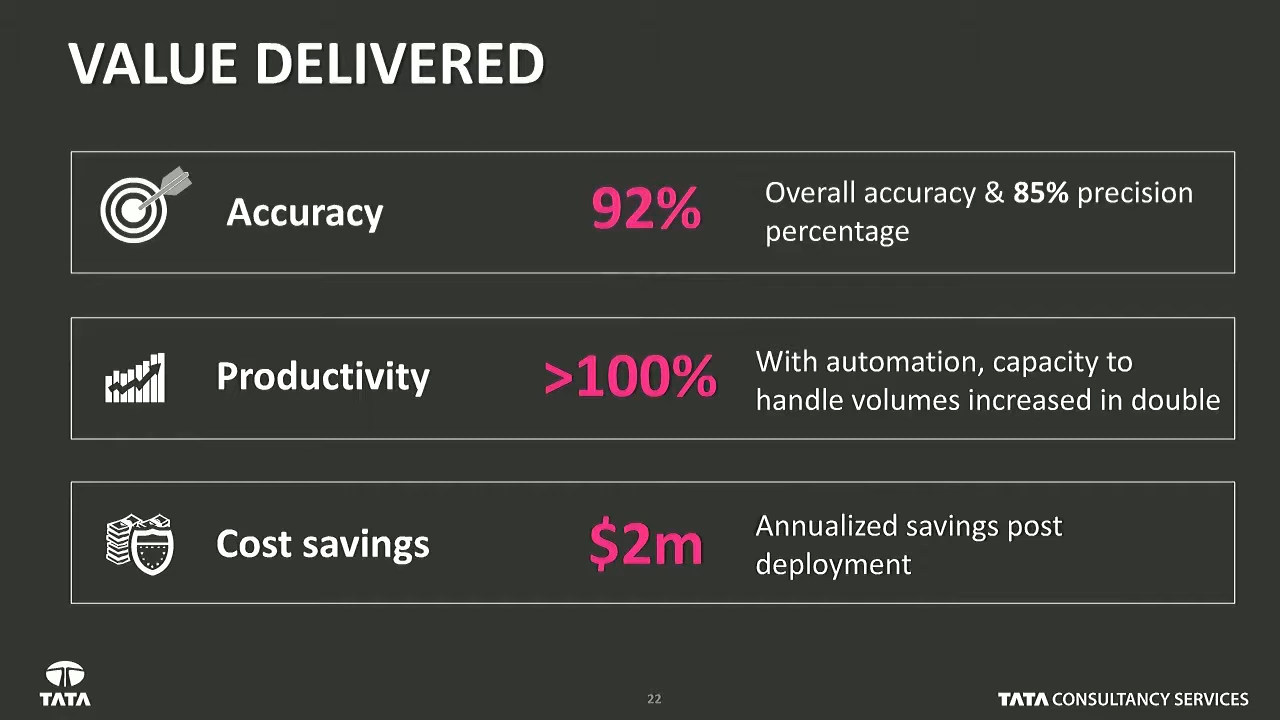 VALUE DELIVERED
Accuracy
92%
Overall accuracy & 85% precision
percentage
Productivity
>100%
With automation, capacity to
handle volumes increased in double
Cost savings
$2m
Annualized savings post
deployment
TATA
22
TATA CONSULTANCY SERVICES